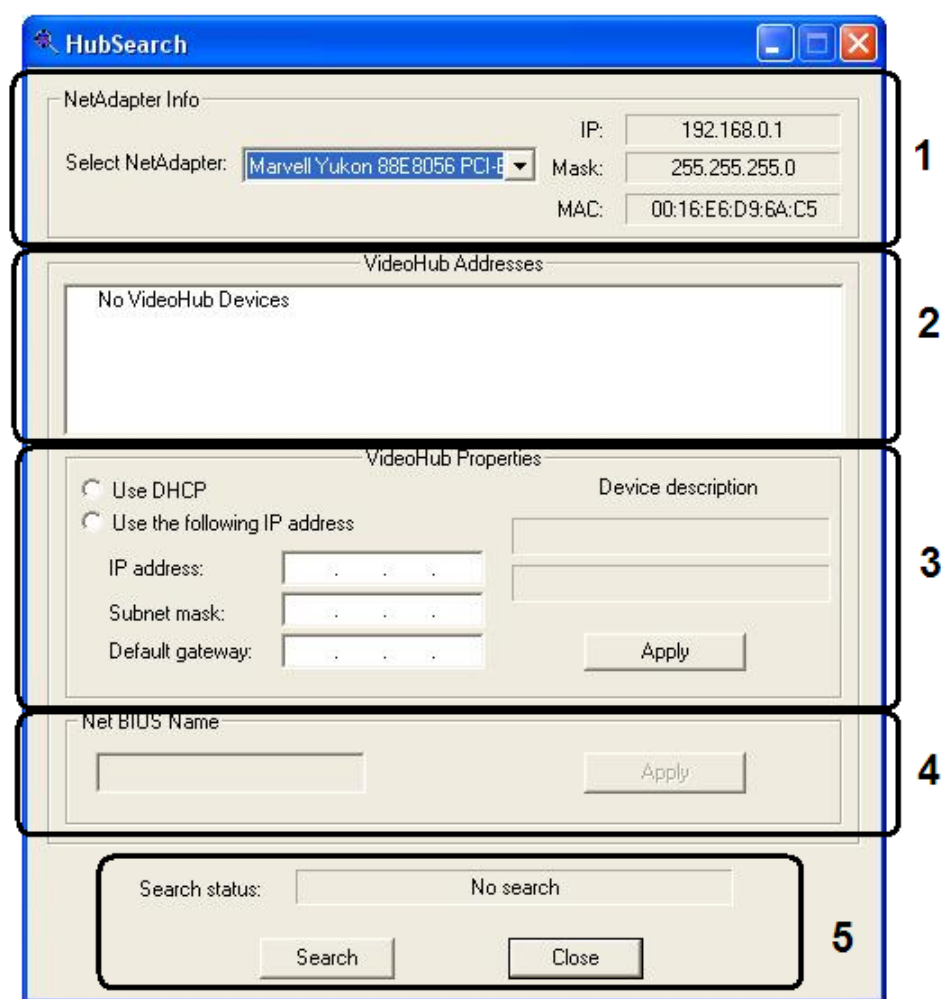 HubSearch
NetAdapter Info
IP: 192.168.0.1
1
Select NetAdapter: Marvell Yukon 88E8056 PCI-E Mask: 255.255.255.0
MAC: 00:16:E6:D9:6A:C5
VideoHub Addresses
No VideoHub Devices
2
VideoHub Properties
Use DHCP
Device description
Use the following IP address
3
IP address: . . .
Subnet mask: . . .
Default gateway: . . .
Apply
Net BIOS Name
Apply
4
Search status: No search
5
Search Close